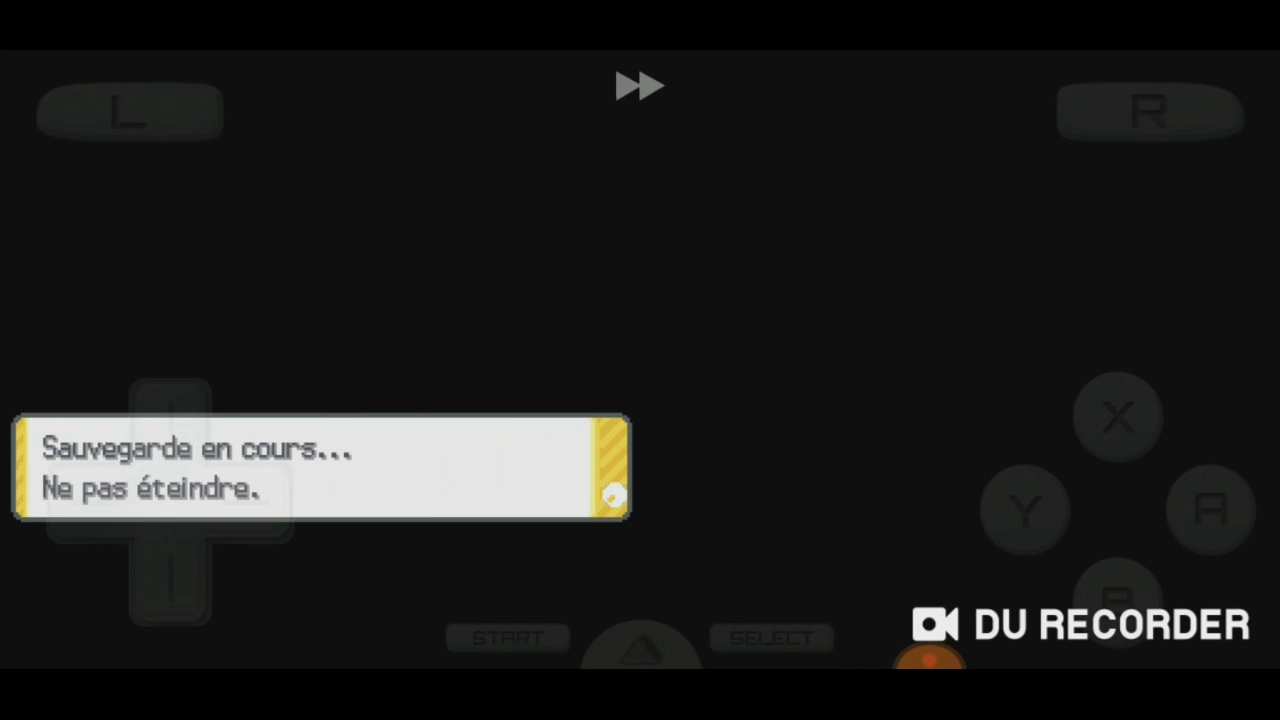 L
R
Sauvegarde en cours...
Ne pas éteindre.
X
Y
A
B
START
SELECT
DU RECORDER